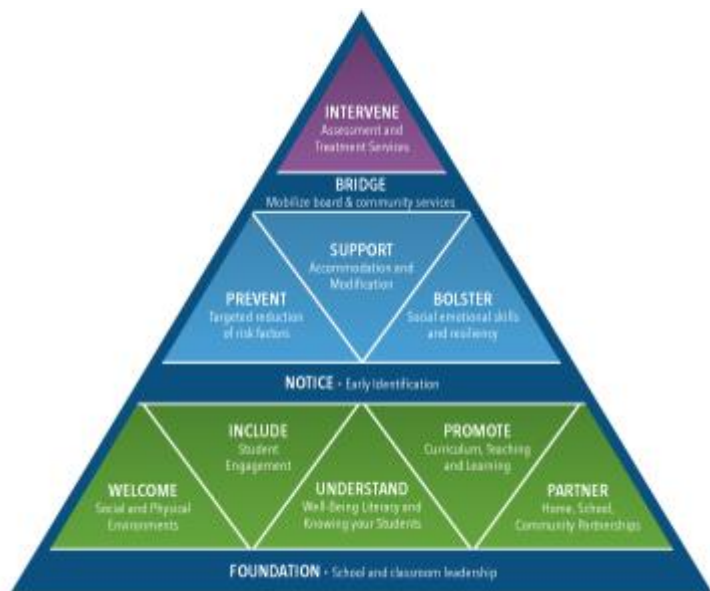 INTERVENE
Assessment and
Treatment Services
BRIDGE
Mobilize board & community services
SUPPORT
Accommodation and
Modification
PREVENT
Targeted reduction
of risk factors
BOLSTER
Social emotional skills
and resiliency
NOTICE • Early Identification
INCLUDE
Student
Engagement
PROMOTE
Curriculum, Teaching
and Learning
WELCOME
Social and Physical
Environments
UNDERSTAND
Well-Being Literacy and
Knowing your Students
PARTNER
Home, School,
Community Partnerships
FOUNDATION • School and classroom leadership